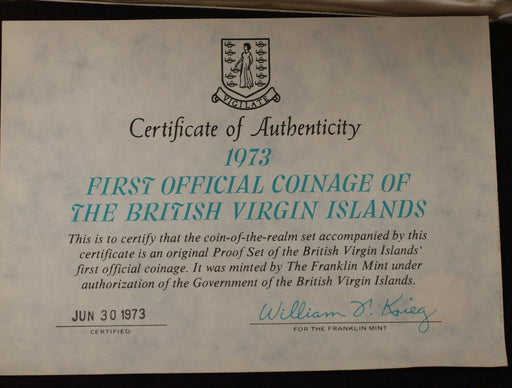 VIGILATE
Certificate of Authenticity
1973
FIRST OFFICIAL COINAGE OF
THE BRITISH VIRGIN ISLANDS
This is to certify that the coin-of-the-realm set accompanied by this
certificate is an original Proof Set of the British Virgin Islands'
first official coinage. It was minted by The Franklin Mint under
authorization of the Government of the British Virgin Islands.
JUN 30 1973
CERTIFIED
William T. Krieg
FOR THE FRANKLIN MINT